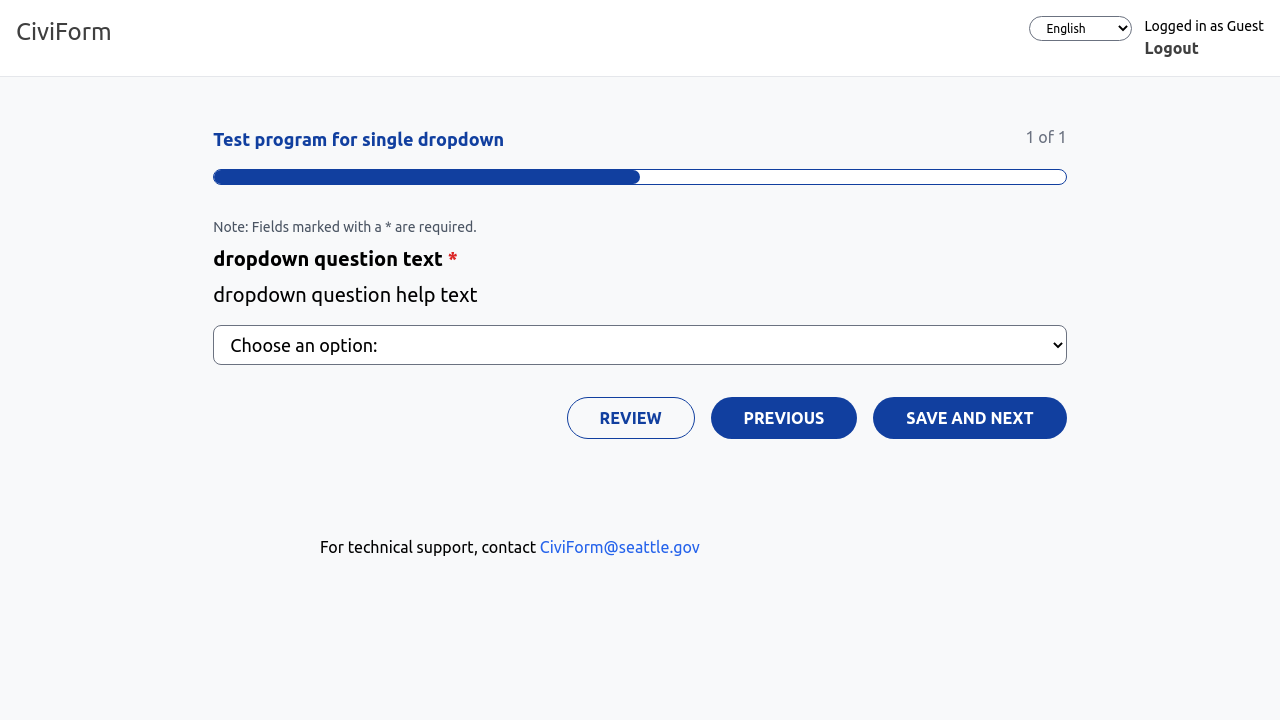 CiviForm
English
Logged in as Guest
Logout
Test program for single dropdown
1 of 1
Note: Fields marked with a * are required.
dropdown question text *
dropdown question help text
Choose an option:
REVIEW
PREVIOUS
SAVE AND NEXT
For technical support, contact CiviForm@seattle.gov